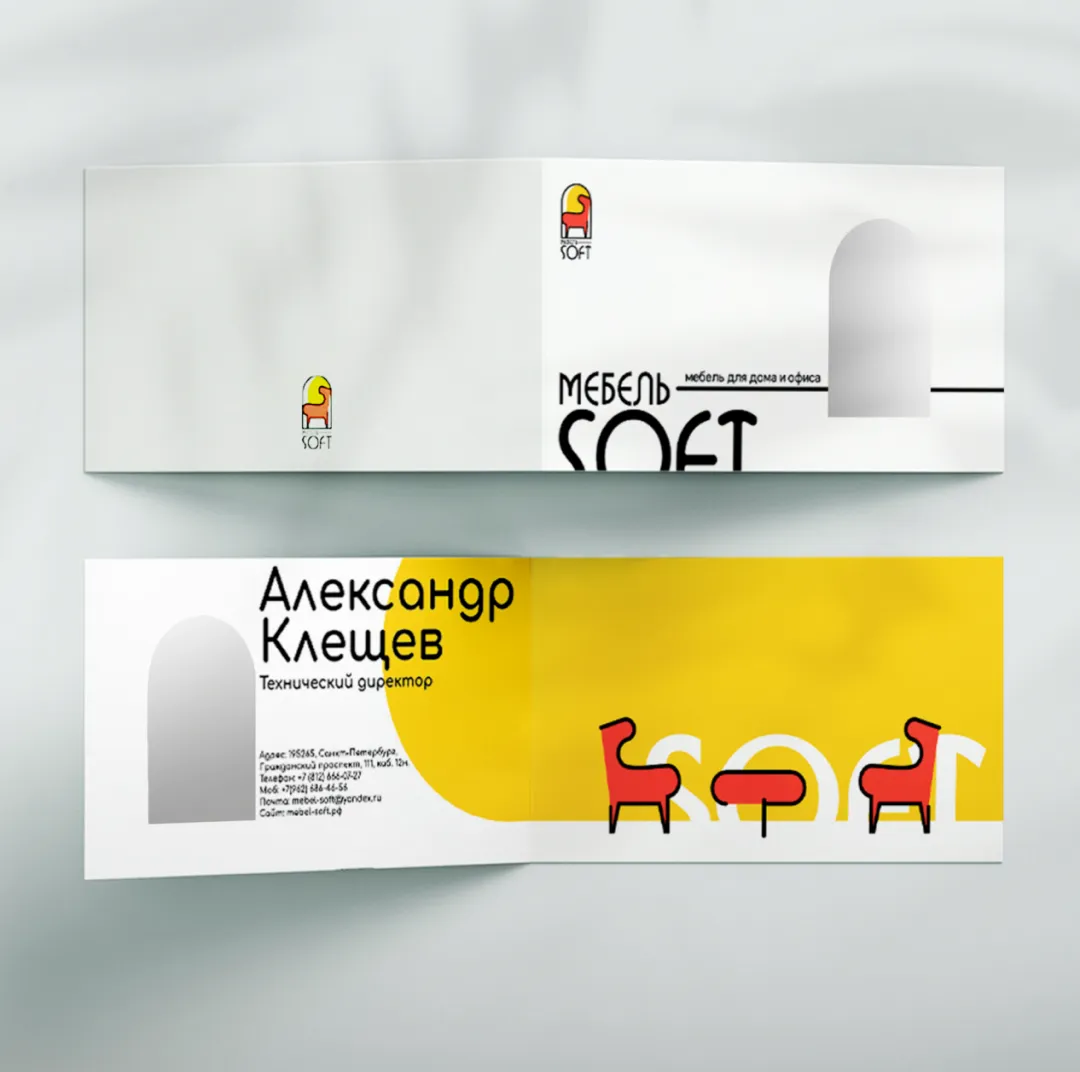 SOFT
МЕБЕЛЬ
SOFT
МЕБЕЛЬ
мебель для дома и офиса
SOFT
Александр
Клещев
Технический директор
Адрес: 195265, Санкт-Петербург,
Гражданский проспект, 111, каб. 12н.
Телефон: +7 (812) 666-07-27
Моб: +7(962) 686-46-56
Почта: mebel-soft@yandex.ru
Сайт: mebel-soft.рф
SOFT